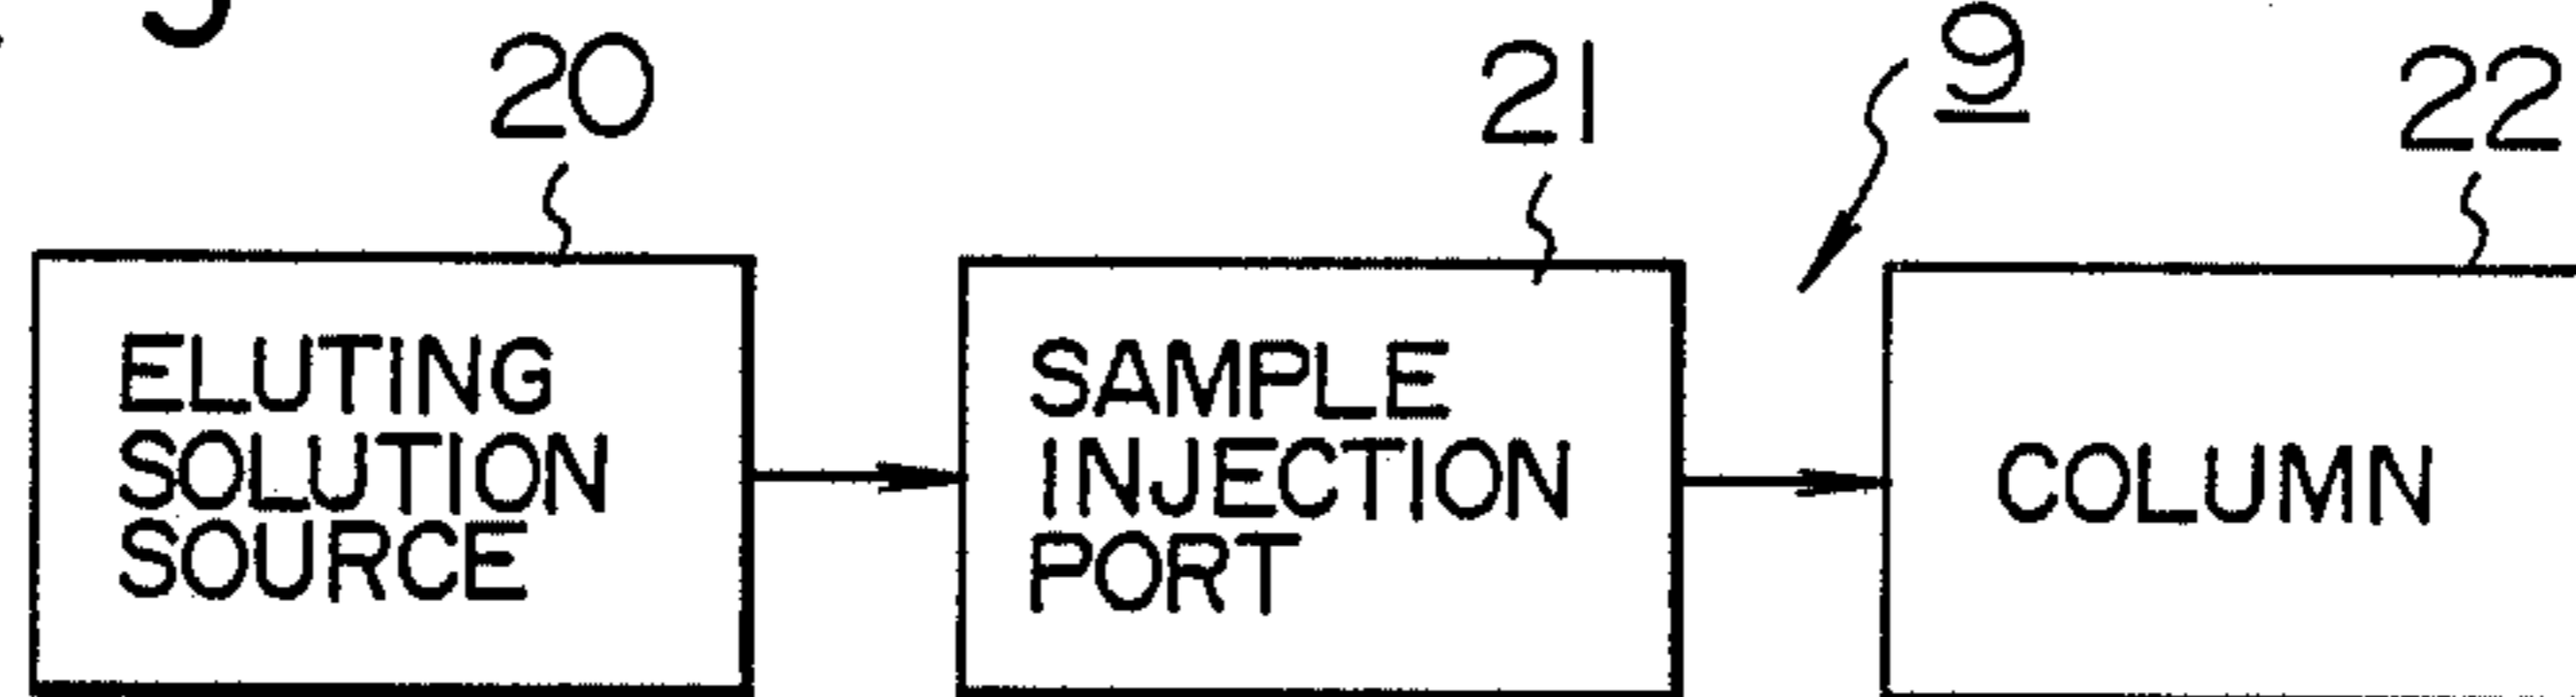 20
21
9
22
ELUTING
SOLUTION
SOURCE
SAMPLE
INJECTION
PORT
COLUMN